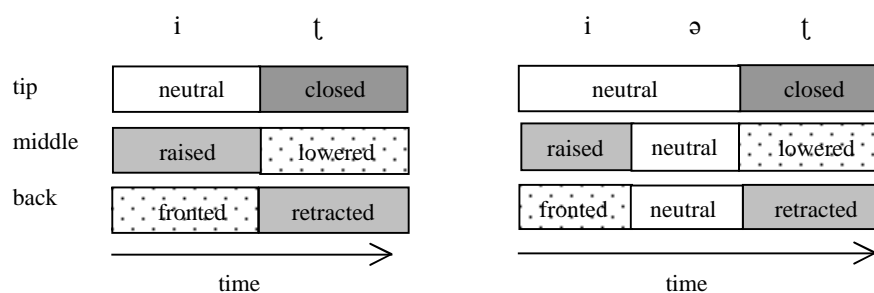 i ʈ i ə ʈ
tip neutral closed neutral closed
middle raised lowered raised neutral lowered
back fronted retracted fronted neutral retracted
time time